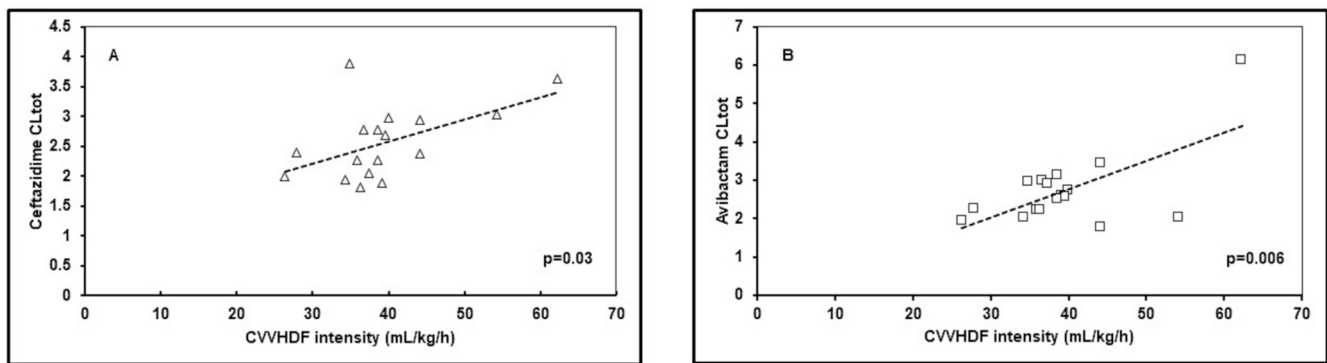 A
Ceftazidime CLtot
4.5
4
3.5
3
2.5
2
1.5
1
0.5
0
p=0.03
0 10 20 30 40 50 60 70
CVVHDF intensity (mL/kg/h)
B
Avibactam CLtot
7
6
5
4
3
2
1
0
p=0.006
0 10 20 30 40 50 60 70
CVVHDF intensity (mL/kg/h)